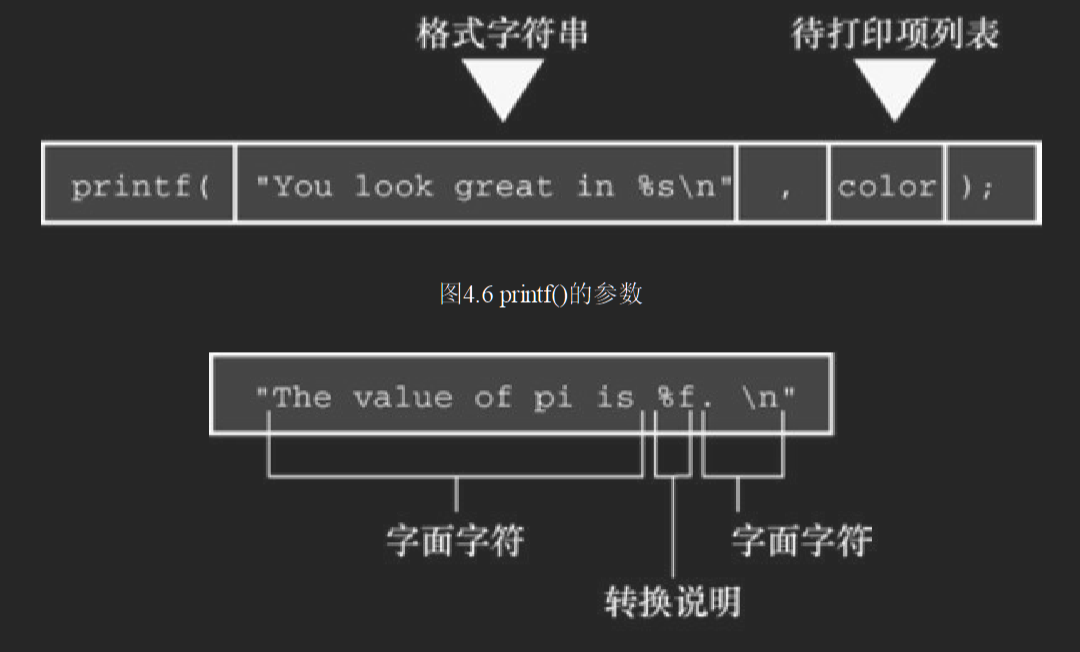 格式字符串 待打印项列表
printf( "You look great in %s\n" , color );
图4.6 printf()的参数
"The value of pi is %f. \n"
字面字符 字面字符
转换说明